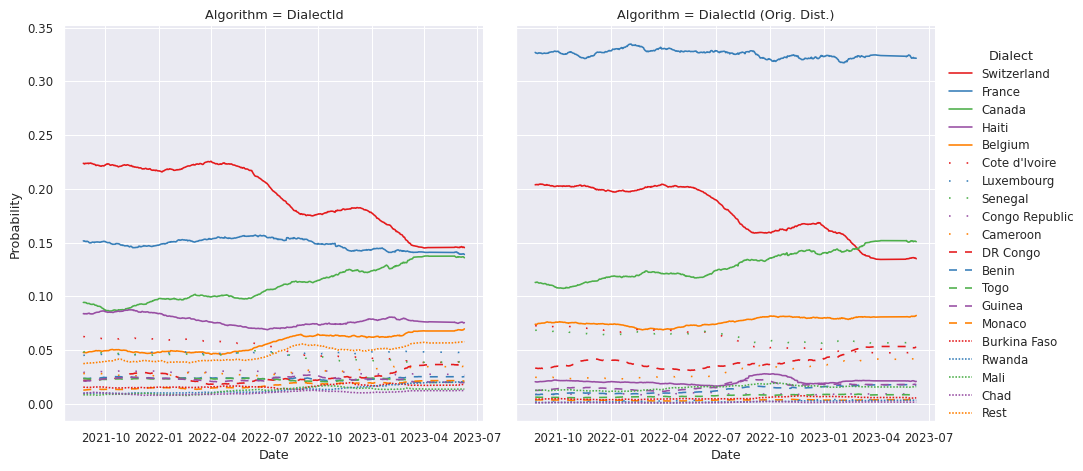 Algorithm = DialectId
Algorithm = DialectId (Orig. Dist.)
0.35
0.30
0.25
0.20
0.15
0.10
0.05
0.00
Probability
2021-10 2022-01 2022-04 2022-07 2022-10 2023-01 2023-04 2023-07
Date
2021-10 2022-01 2022-04 2022-07 2022-10 2023-01 2023-04 2023-07
Date
Dialect
Switzerland
France
Canada
Haiti
Belgium
Cote d'Ivoire
Luxembourg
Senegal
Congo Republic
Cameroon
DR Congo
Benin
Togo
Guinea
Monaco
Burkina Faso
Rwanda
Mali
Chad
Rest